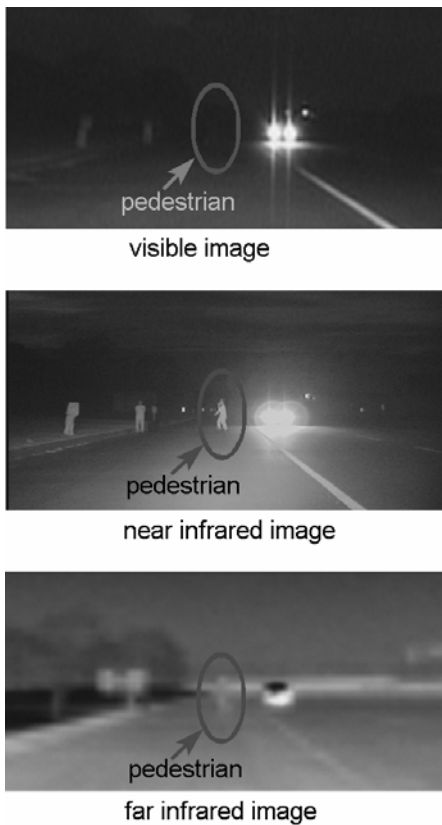 pedestrian
visible image
pedestrian
near infrared image
pedestrian
far infrared image